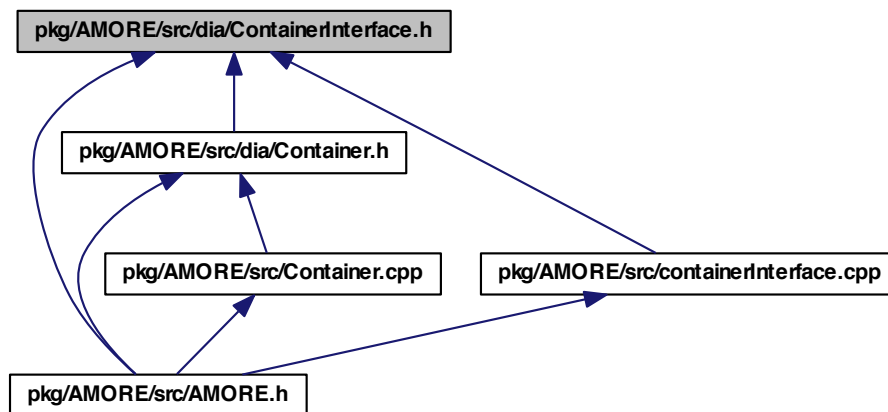 pkg/AMORE/src/dia/ContainerInterface.h
pkg/AMORE/src/dia/Container.h
pkg/AMORE/src/Container.cpp
pkg/AMORE/src/containerInterface.cpp
pkg/AMORE/src/AMORE.h